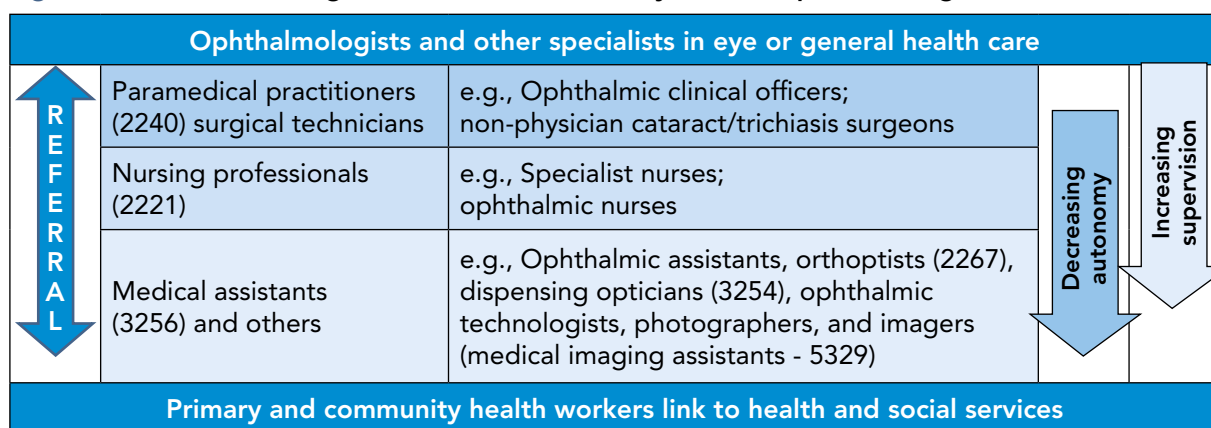 Ophthalmologists and other specialists in eye or general health care
REFERRAL
Paramedical practitioners
(2240) surgical technicians
e.g., Ophthalmic clinical officers;
non-physician cataract/trichiasis surgeons
Nursing professionals
(2221)
e.g., Specialist nurses;
ophthalmic nurses
Medical assistants
(3256) and others
e.g., Ophthalmic assistants, orthoptists (2267),
dispensing opticians (3254), ophthalmic
technologists, photographers, and imagers
(medical imaging assistants - 5329)
Decreasing
autonomy
Increasing
supervision
Primary and community health workers link to health and social services